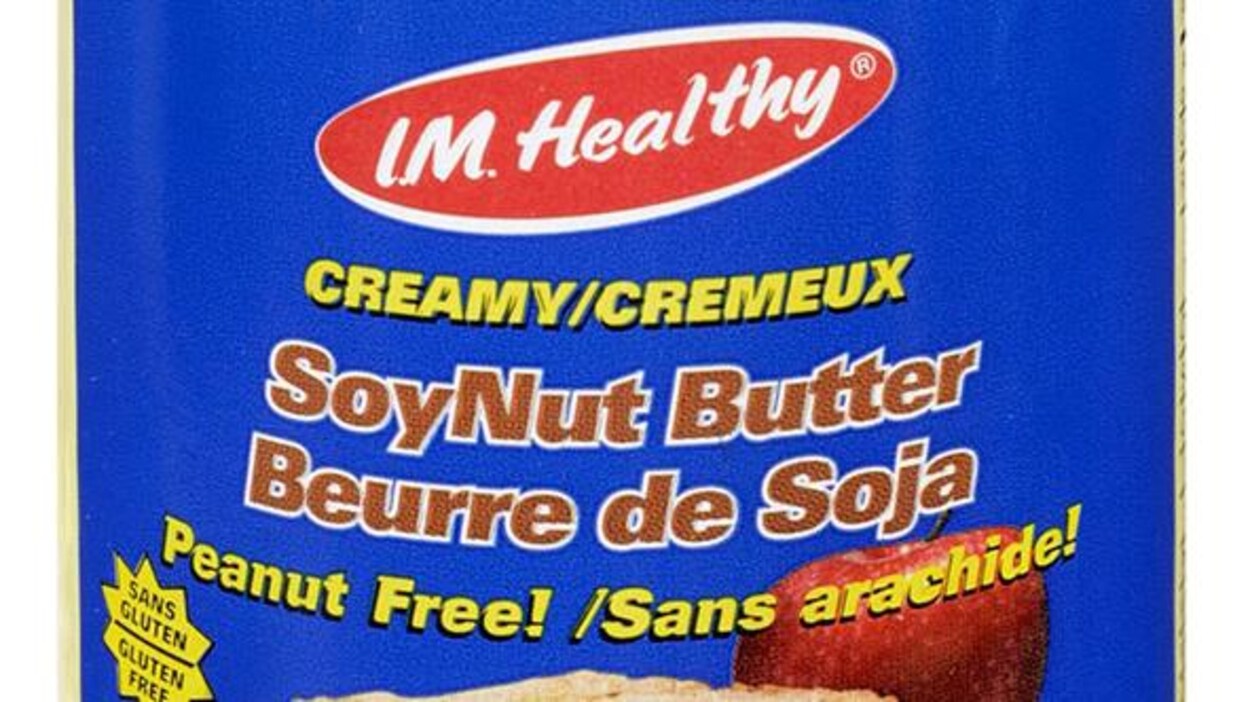 I.M. Healthy®
CREAMY/CREMEUX
SoyNut Butter
Beurre de Soja
Peanut Free! /Sans arachide!
SANS
GLUTEN
GLUTEN
FREE